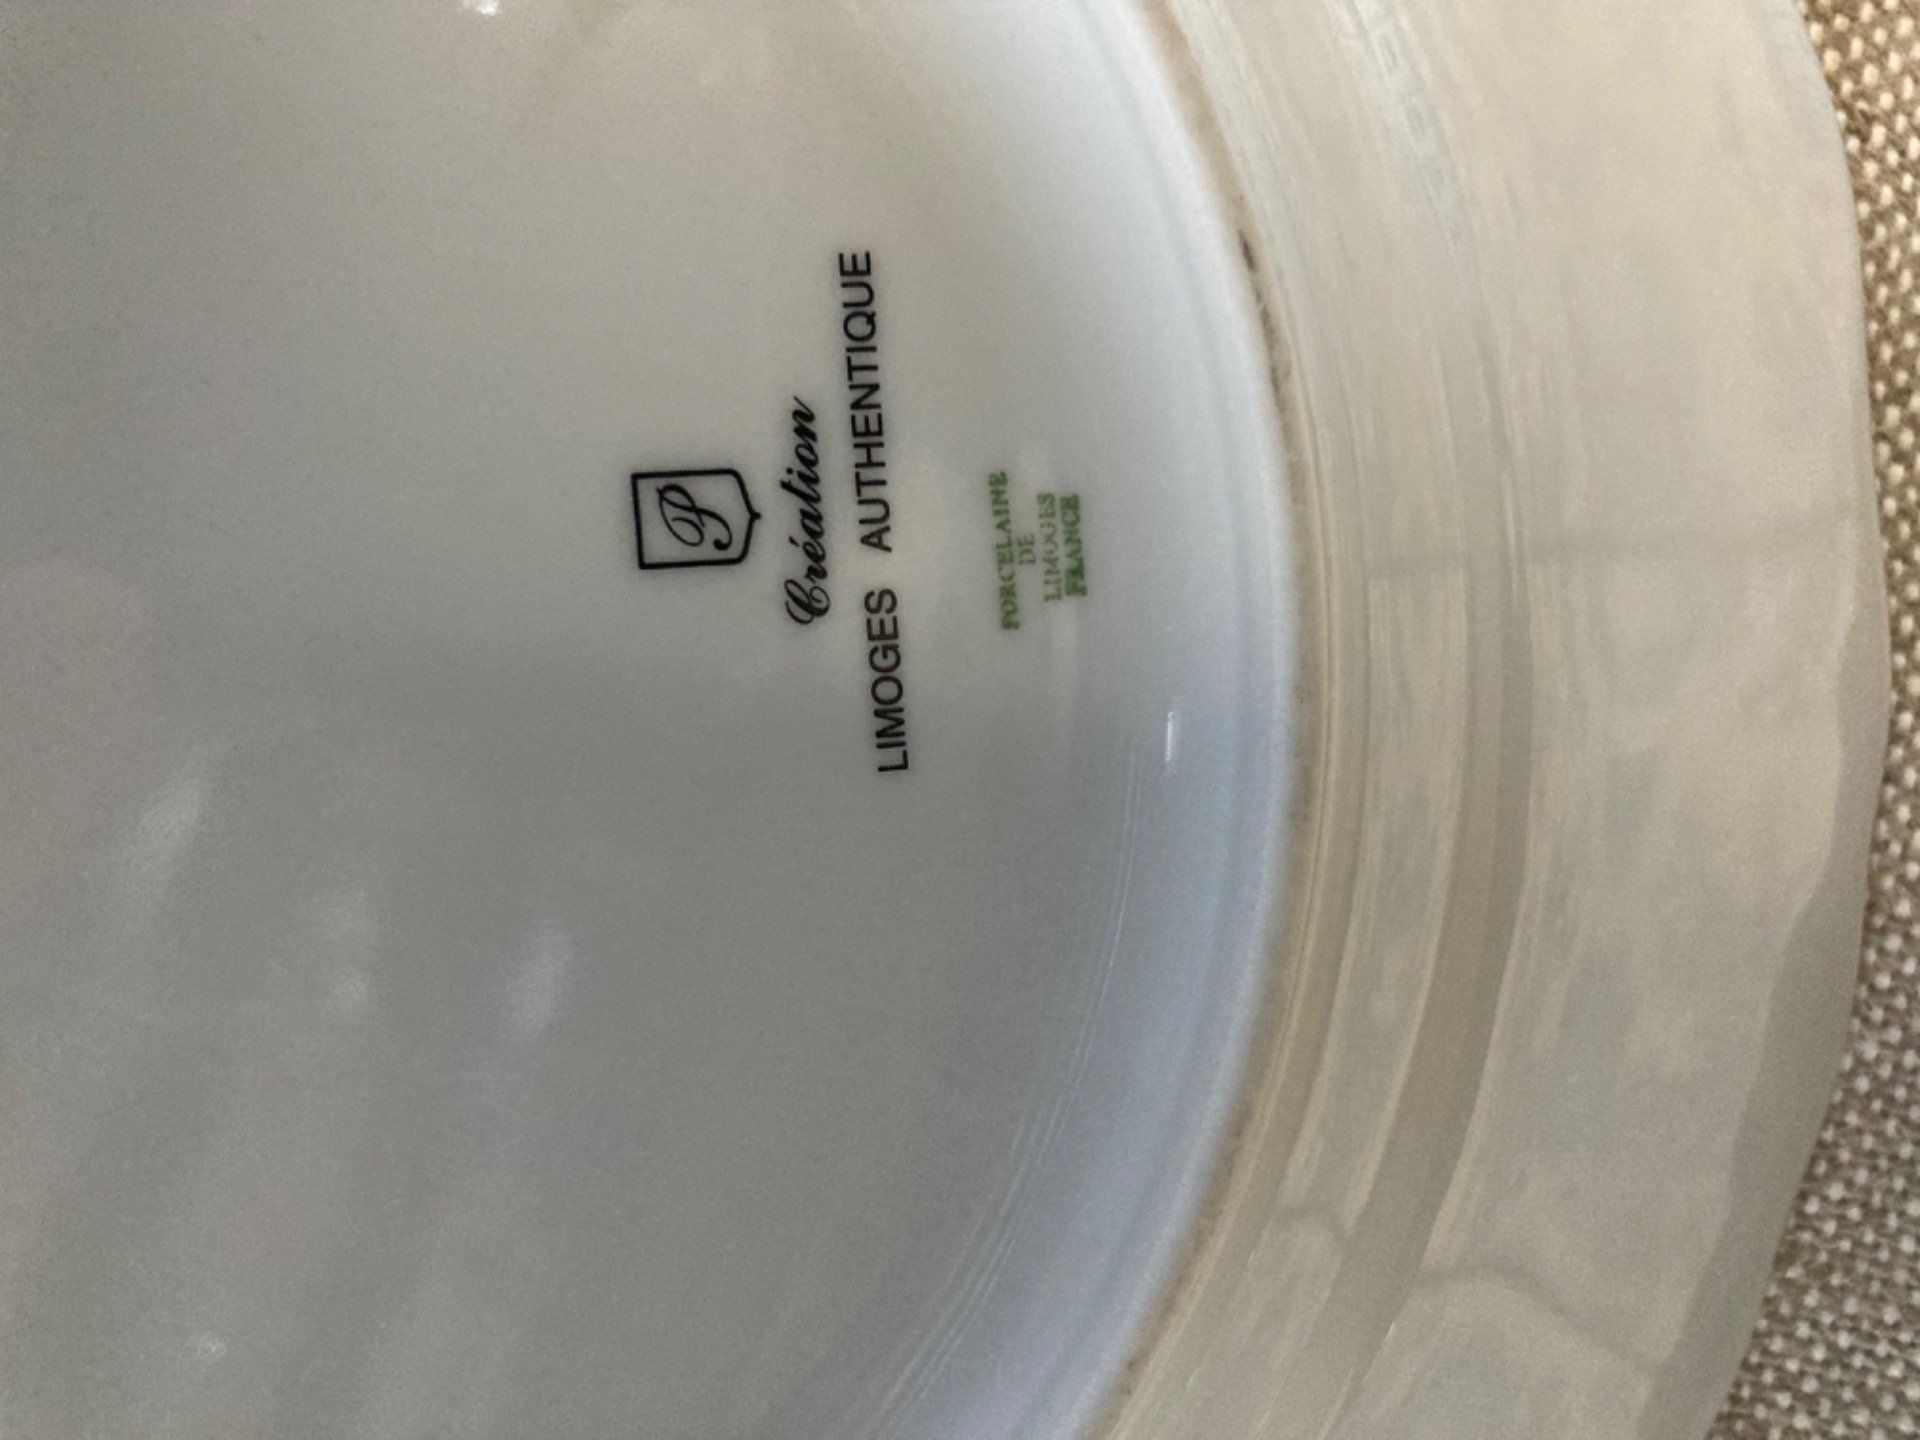 P
Création
LIMOGES AUTHENTIQUE
PORCELAINE
DE
LIMOGES
FRANCE